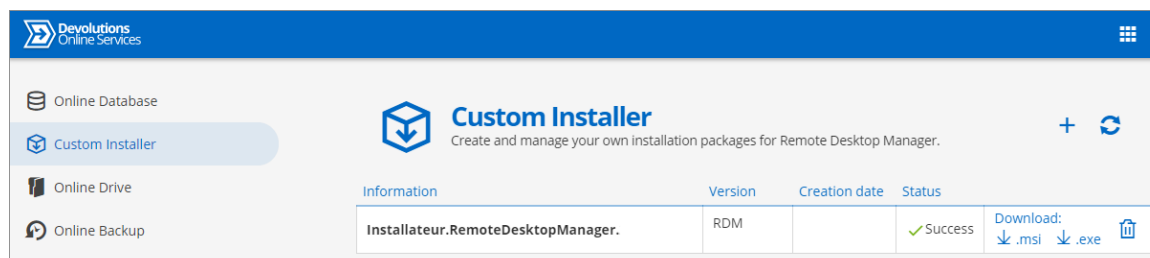 Devolutions
Online Services
Online Database
Custom Installer
Online Drive
Online Backup
Custom Installer
Create and manage your own installation packages for Remote Desktop Manager.
Information Version Creation date Status
Installateur.RemoteDesktopManager. RDM Success Download:
.msi .exe